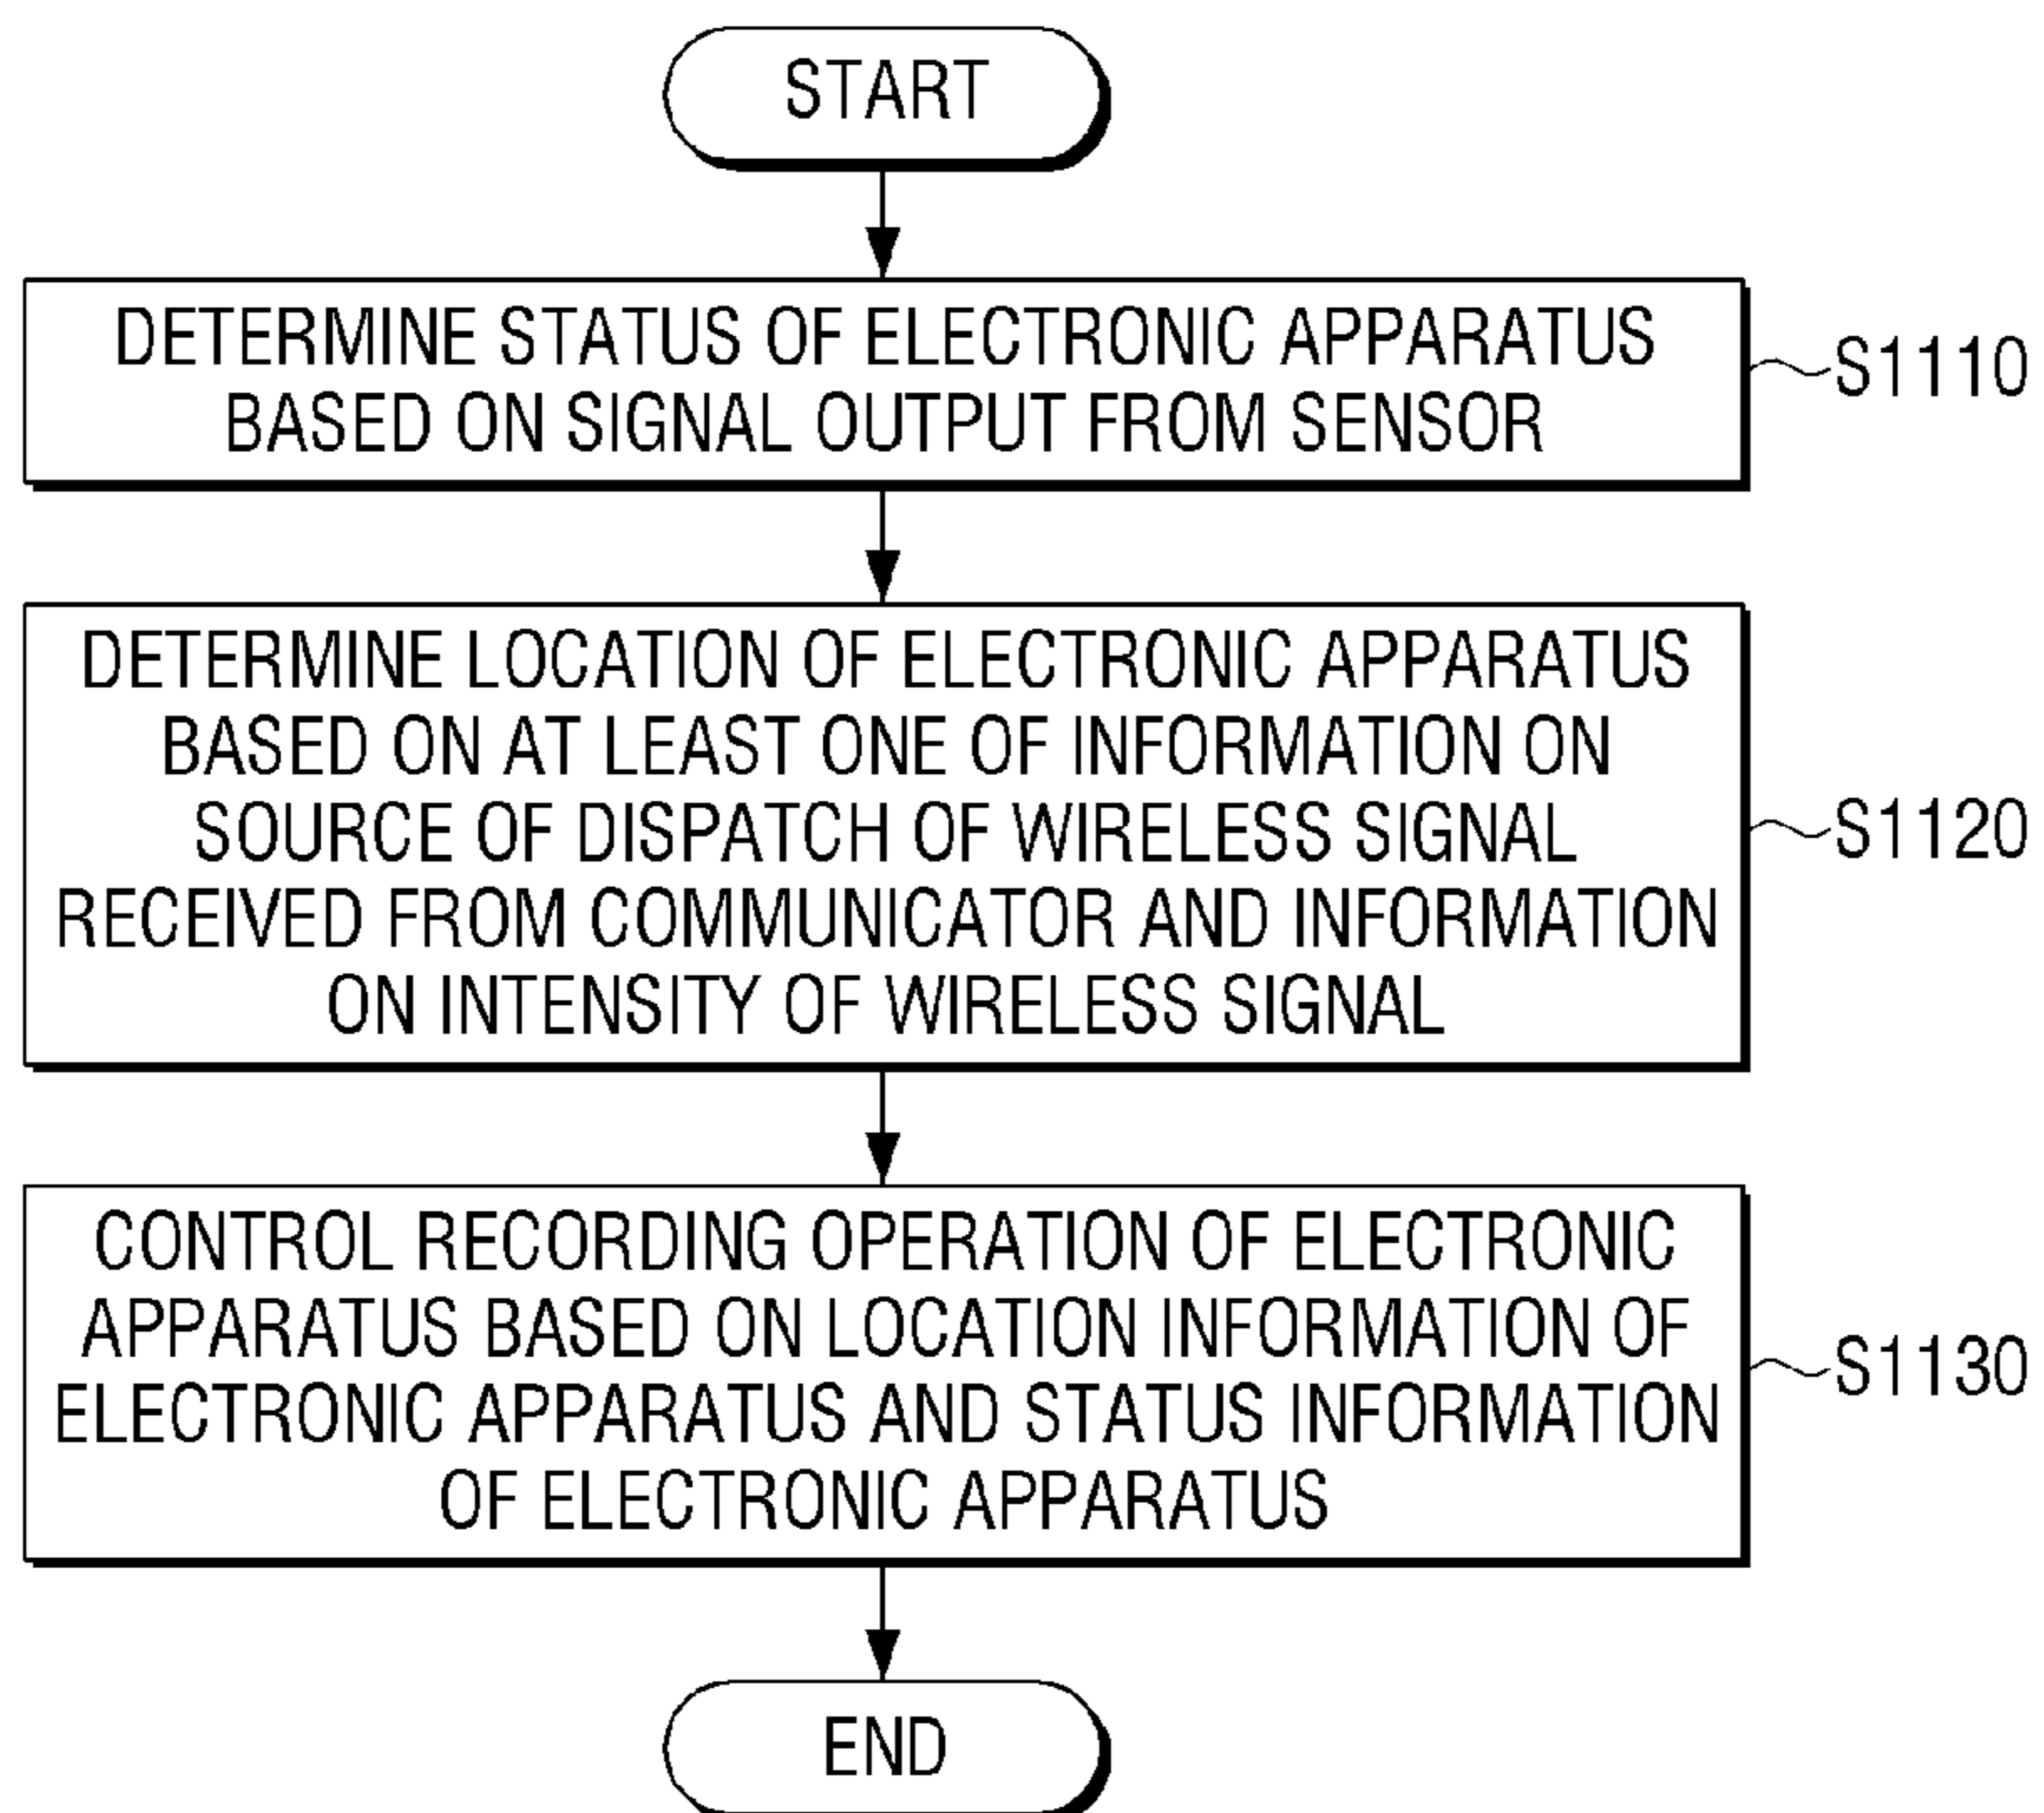 START
DETERMINE STATUS OF ELECTRONIC APPARATUS
BASED ON SIGNAL OUTPUT FROM SENSOR
S1110
DETERMINE LOCATION OF ELECTRONIC APPARATUS
BASED ON AT LEAST ONE OF INFORMATION ON
SOURCE OF DISPATCH OF WIRELESS SIGNAL
RECEIVED FROM COMMUNICATOR AND INFORMATION
ON INTENSITY OF WIRELESS SIGNAL
S1120
CONTROL RECORDING OPERATION OF ELECTRONIC
APPARATUS BASED ON LOCATION INFORMATION OF
ELECTRONIC APPARATUS AND STATUS INFORMATION
OF ELECTRONIC APPARATUS
S1130
END